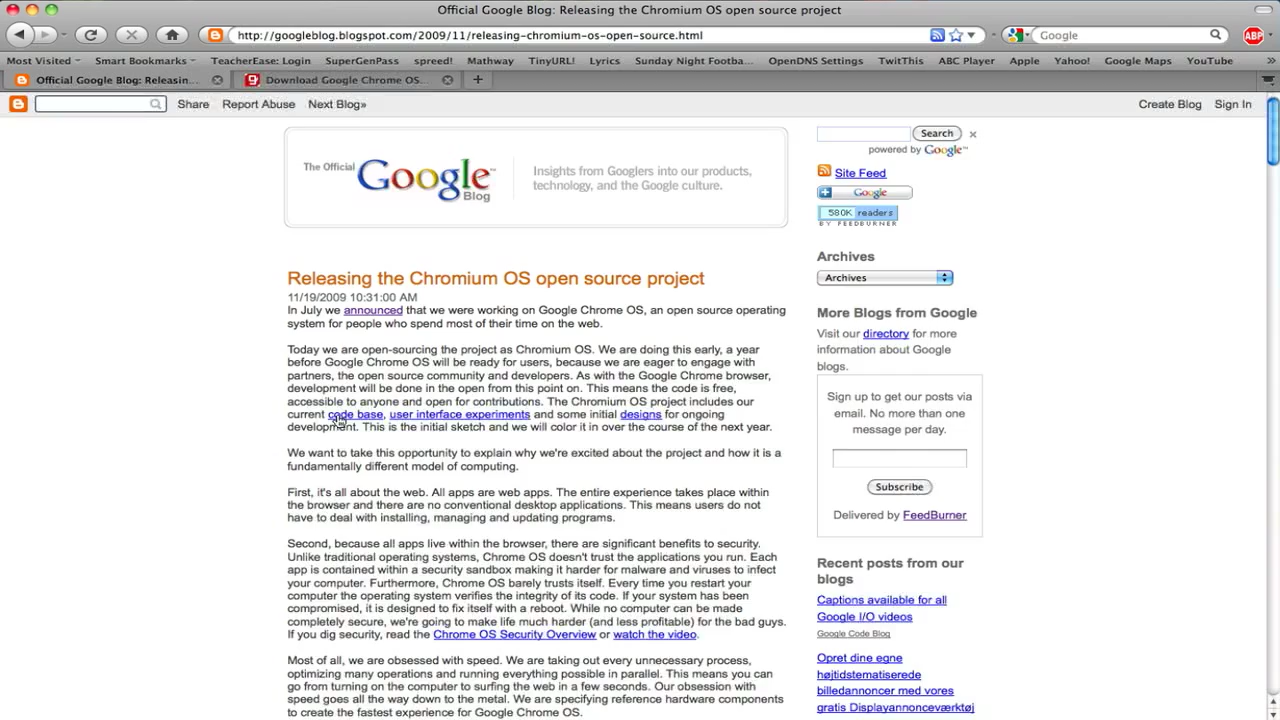 Official Google Blog: Releasing the Chromium OS open source project
http://googleblog.blogspot.com/2009/11/releasing-chromium-os-open-source.html
Google
ABP
Most Visited
Smart Bookmarks
TeacherEase: Login
SuperGenPass
spreed!
Mathway
TinyURL!
Lyrics
Sunday Night Footba...
OpenDNS Settings
TwitThis
ABC Player
Apple
Yahoo!
Google Maps
YouTube
»
Official Google Blog: Releasin...
Download Google Chrome OS...
+
Share
Report Abuse
Next Blog»
Create Blog
Sign In
The Official
Google™
Blog
Insights from Googlers into our products,
technology, and the Google culture.
Releasing the Chromium OS open source project
11/19/2009 10:31:00 AM
In July we announced that we were working on Google Chrome OS, an open source operating
system for people who spend most of their time on the web.
Today we are open-sourcing the project as Chromium OS. We are doing this early, a year
before Google Chrome OS will be ready for users, because we are eager to engage with
partners, the open source community and developers. As with the Google Chrome browser,
development will be done in the open from this point on. This means the code is free,
accessible to anyone and open for contributions. The Chromium OS project includes our
current code base, user interface experiments and some initial designs for ongoing
development. This is the initial sketch and we will color it in over the course of the next year.
We want to take this opportunity to explain why we're excited about the project and how it is a
fundamentally different model of computing.
First, it's all about the web. All apps are web apps. The entire experience takes place within
the browser and there are no conventional desktop applications. This means users do not
have to deal with installing, managing and updating programs.
Second, because all apps live within the browser, there are significant benefits to security.
Unlike traditional operating systems, Chrome OS doesn't trust the applications you run. Each
app is contained within a security sandbox making it harder for malware and viruses to infect
your computer. Furthermore, Chrome OS barely trusts itself. Every time you restart your
computer the operating system verifies the integrity of its code. If your system has been
compromised, it is designed to fix itself with a reboot. While no computer can be made
completely secure, we're going to make life much harder (and less profitable) for the bad guys.
If you dig security, read the Chrome OS Security Overview or watch the video.
Most of all, we are obsessed with speed. We are taking out every unnecessary process,
optimizing many operations and running everything possible in parallel. This means you can
go from turning on the computer to surfing the web in a few seconds. Our obsession with
speed goes all the way down to the metal. We are specifying reference hardware components
to create the fastest experience for Google Chrome OS.
Search
powered by Google™
Site Feed
Google
580K readers
BY FEEDBURNER
Archives
Archives
More Blogs from Google
Visit our directory for more
information about Google
blogs.
Sign up to get our posts via
email. No more than one
message per day.
Subscribe
Delivered by FeedBurner
Recent posts from our
blogs
Captions available for all
Google I/O videos
Google Code Blog
Opret dine egne
højtidstematiserede
billedannoncer med vores
gratis Displayannonceværktøj